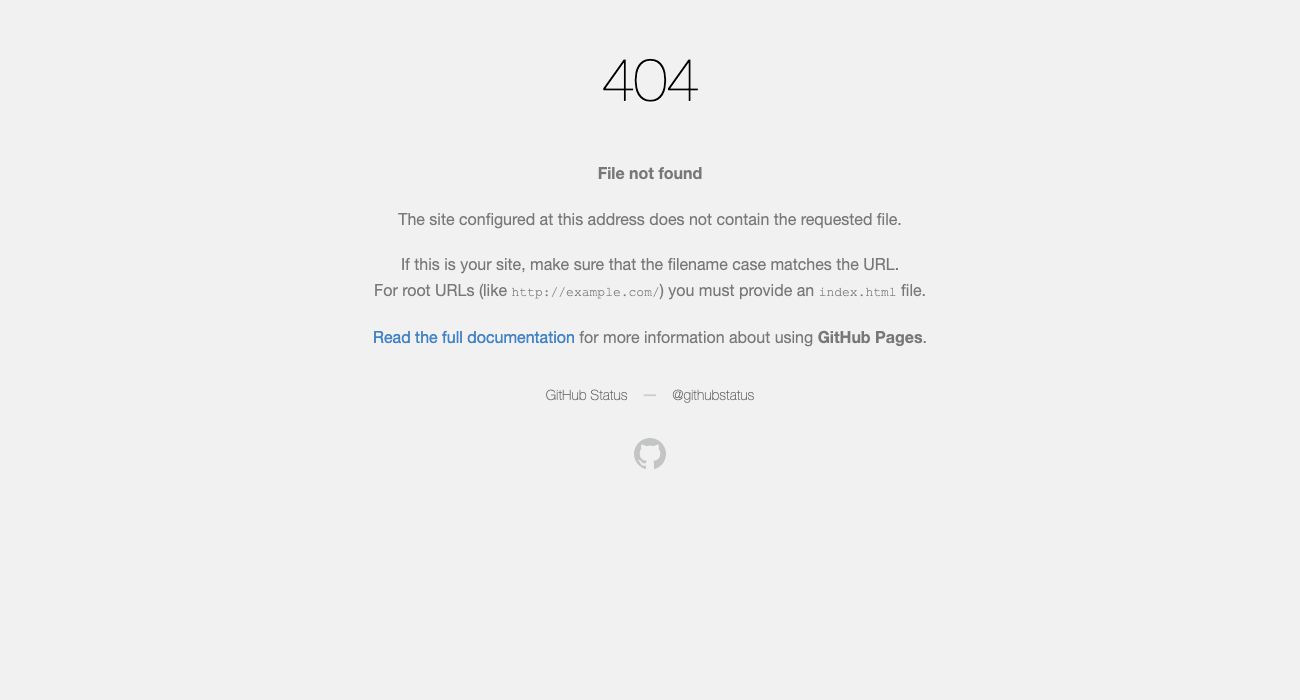 404
File not found
The site configured at this address does not contain the requested file.
If this is your site, make sure that the filename case matches the URL.
For root URLs (like http://example.com/) you must provide an index.html file.
Read the full documentation for more information about using GitHub Pages.
GitHub Status — @githubstatus